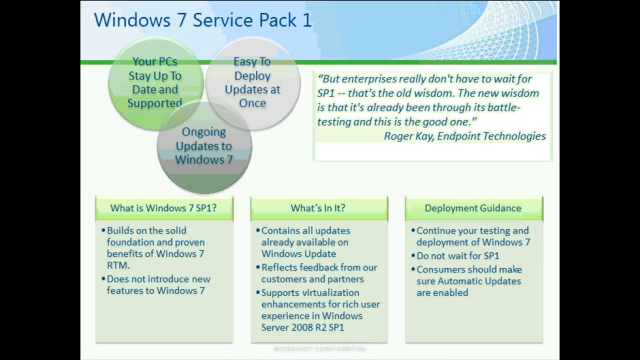 Windows 7 Service Pack 1
Your PCs
Stay Up To
Date and
Supported
Easy To
Deploy
Updates at
Once
Ongoing
Updates to
Windows 7
“But enterprises really don't have to wait for
SP1 -- that's the old wisdom. The new wisdom
is that it's already been through its battle-
testing and this is the good one.”
Roger Kay, Endpoint Technologies
What is Windows 7 SP1?
•Builds on the solid
foundation and proven
benefits of Windows 7
RTM.
•Does not introduce new
features to Windows 7
What's In It?
•Contains all updates
already available on
Windows Update
•Reflects feedback from our
customers and partners
•Supports virtualization
enhancements for rich user
experience in Windows
Server 2008 R2 SP1
Deployment Guidance
•Continue your testing and
deployment of Windows 7
•Do not wait for SP1
•Consumers should make
sure Automatic Updates
are enabled
MICROSOFT CONFIDENTIAL